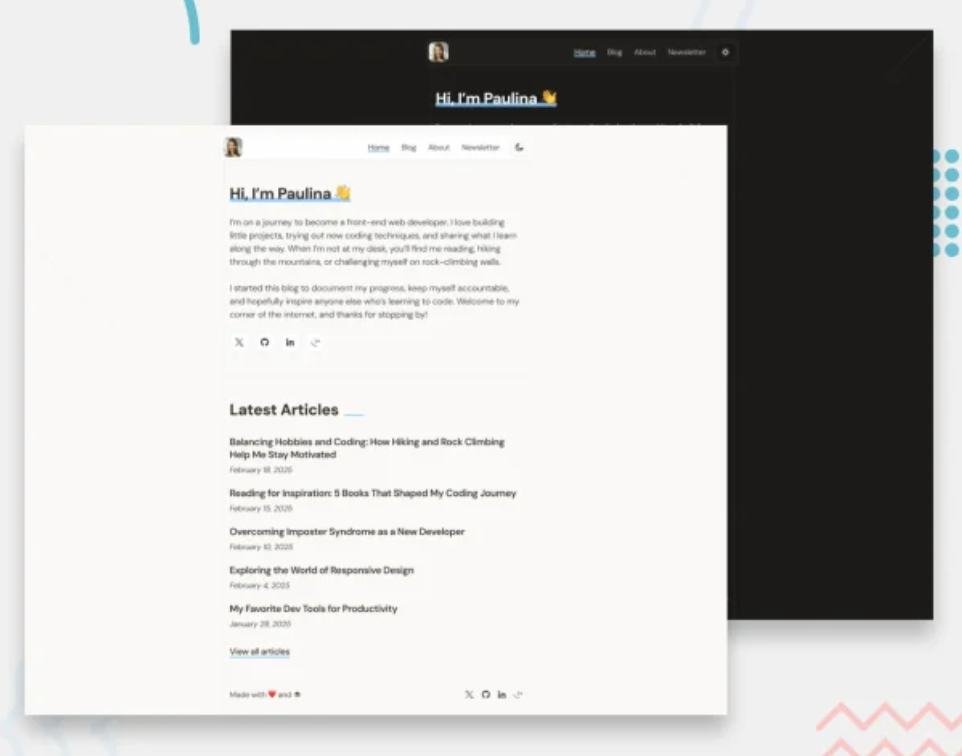 Home Blog About Newsletter
Hi, I'm Paulina 👋
Home Blog About Newsletter
Hi, I'm Paulina 👋
I'm on a journey to become a front-end web developer. I love building
little projects, trying out new coding techniques, and sharing what I learn
along the way. When I'm not at my desk, you'll find me reading, hiking
through the mountains, or challenging myself on rock-climbing walls.
I started this blog to document my progress, keep myself accountable,
and hopefully inspire anyone else who's learning to code. Welcome to my
corner of the internet, and thanks for stopping by!
Latest Articles
Balancing Hobbies and Coding: How Hiking and Rock Climbing
Help Me Stay Motivated
February 18, 2025
Reading for Inspiration: 5 Books That Shaped My Coding Journey
February 15, 2025
Overcoming Imposter Syndrome as a New Developer
February 10, 2025
Exploring the World of Responsive Design
February 4, 2025
My Favorite Dev Tools for Productivity
January 28, 2025
View all articles
Made with ❤️ and